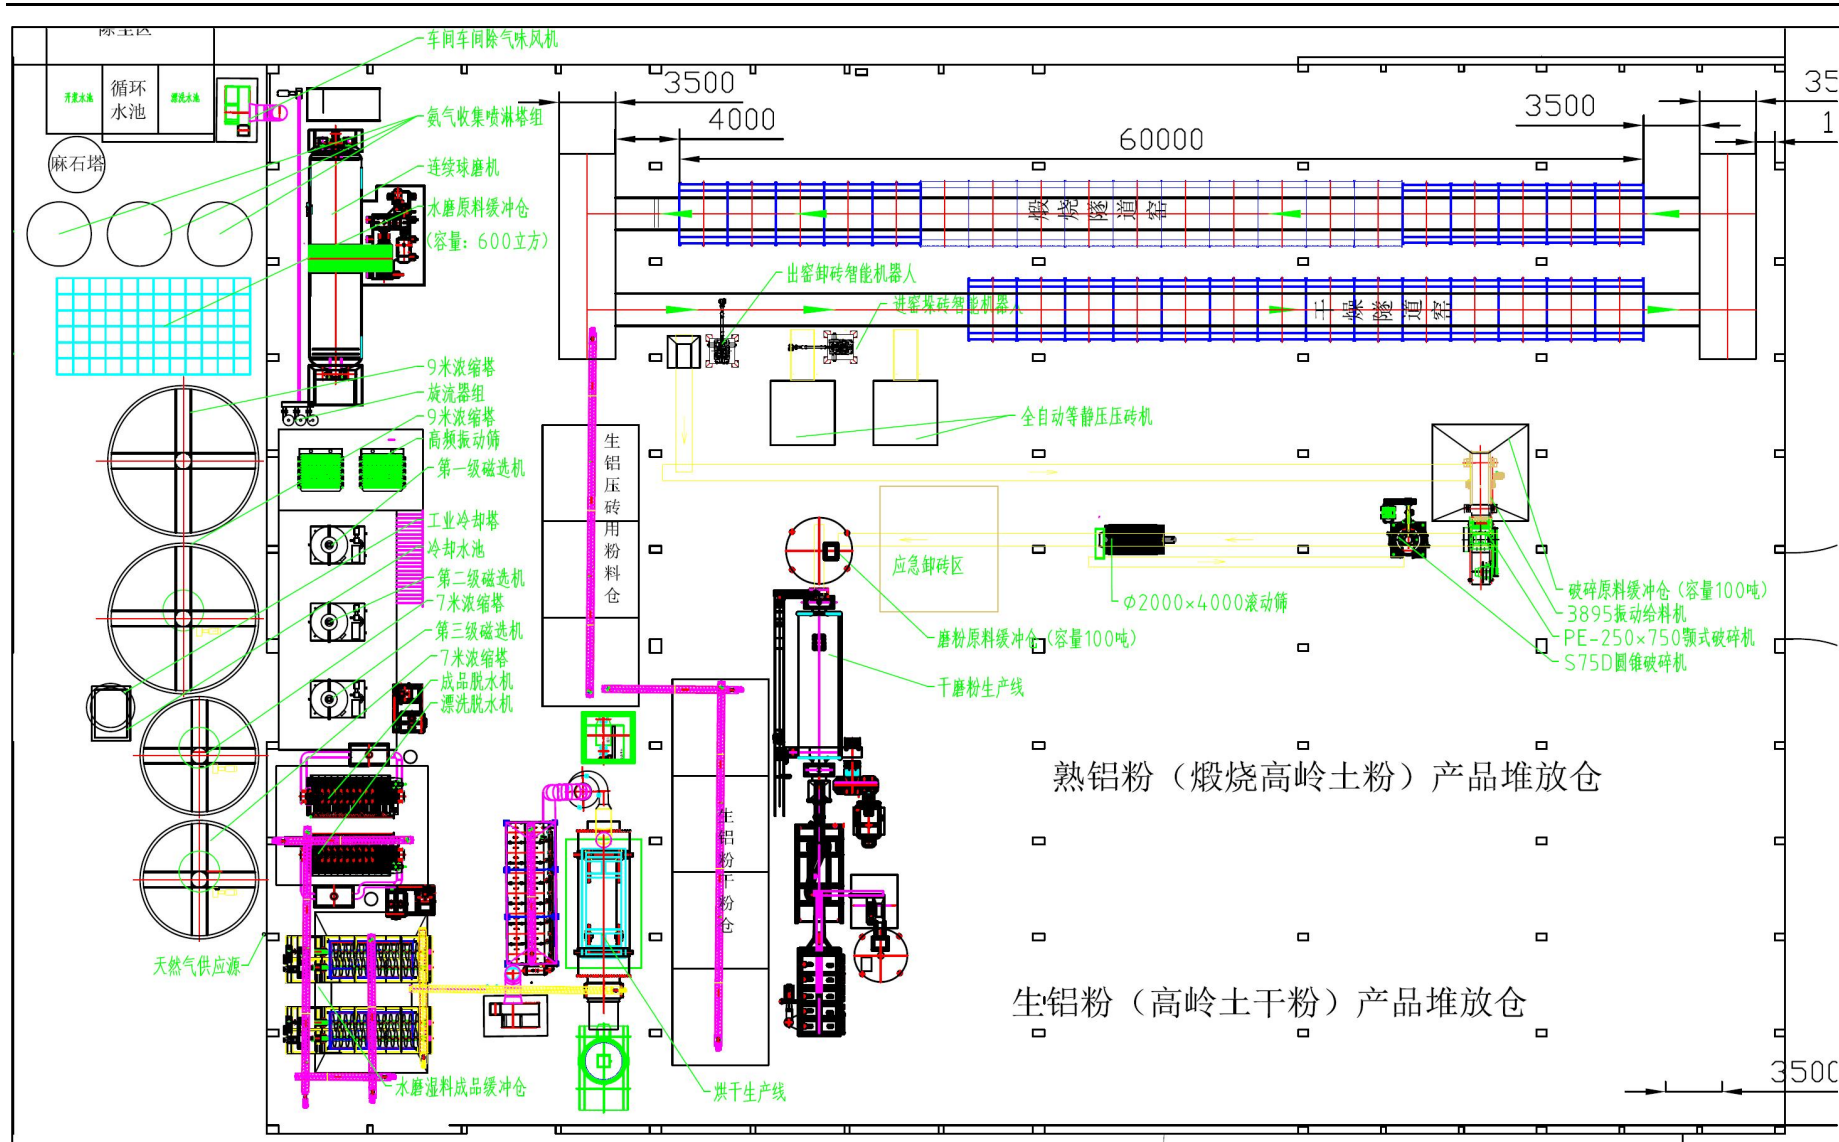 除尘区
车间车间除气味风机
开浆水池
循环
水池
漂洗水池
麻石塔
氨气收集喷淋塔组
连续球磨机
水磨原料缓冲仓
(容量：600立方)
3500
4000
60000
3500
35
1
煅烧隧道窑
干燥隧道窑
出窑卸砖智能机器人
进窑垛砖智能机器人
9米浓缩塔
旋流器组
9米浓缩塔
高频振动筛
第一级磁选机
工业冷却塔
冷却水池
第二级磁选机
7米浓缩塔
第三级磁选机
7米浓缩塔
成品脱水机
漂洗脱水机
生铝压砖用粉料仓
全自动等静压压砖机
应急卸砖区
Φ2000×4000滚动筛
破碎原料缓冲仓（容量100吨）
3895振动给料机
PE-250×750颚式破碎机
S75D圆锥破碎机
磨粉原料缓冲仓（容量100吨）
干磨粉生产线
熟铝粉（煅烧高岭土粉）产品堆放仓
生铝粉干粉仓
天然气供应源
生铝粉（高岭土干粉）产品堆放仓
水磨湿料成品缓冲仓
烘干生产线
3500